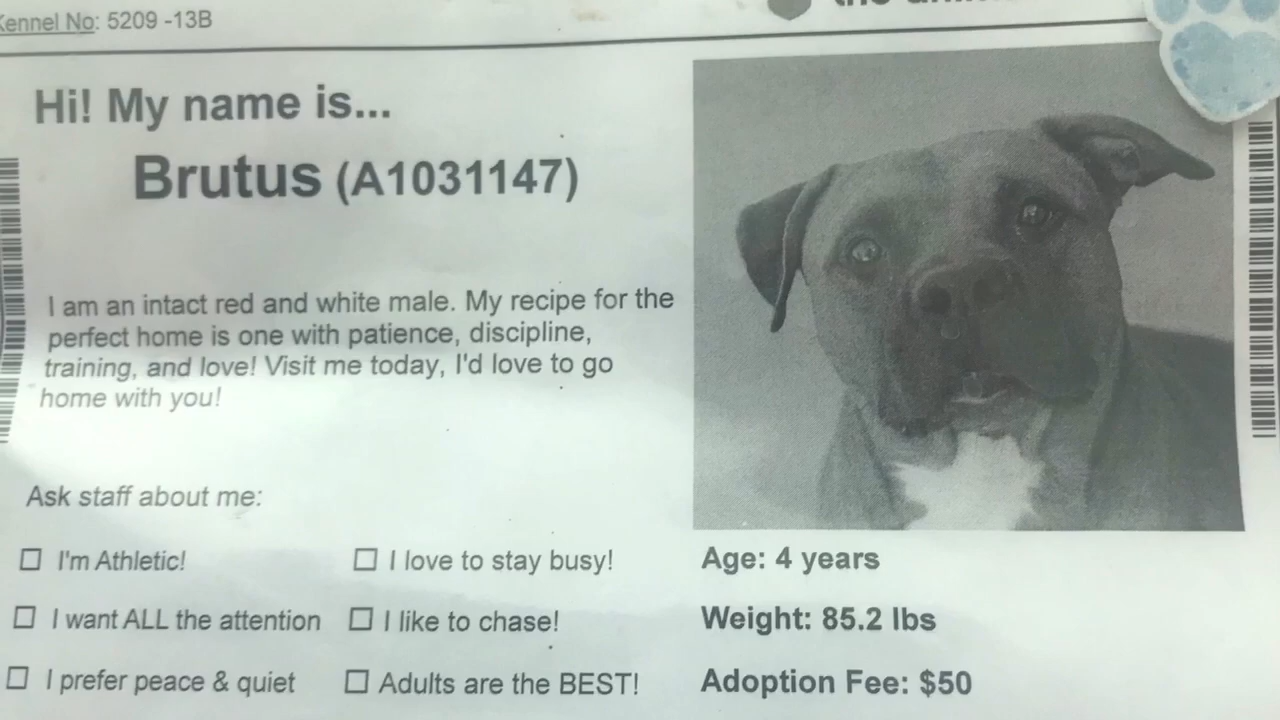 Kennel No: 5209 -13B
Hi! My name is...
Brutus (A1031147)
I am an intact red and white male. My recipe for the
perfect home is one with patience, discipline,
training, and love! Visit me today, I'd love to go
home with you!
Ask staff about me:
I'm Athletic!
I love to stay busy!
I want ALL the attention
I like to chase!
I prefer peace & quiet
Adults are the BEST!
Age: 4 years
Weight: 85.2 lbs
Adoption Fee: $50